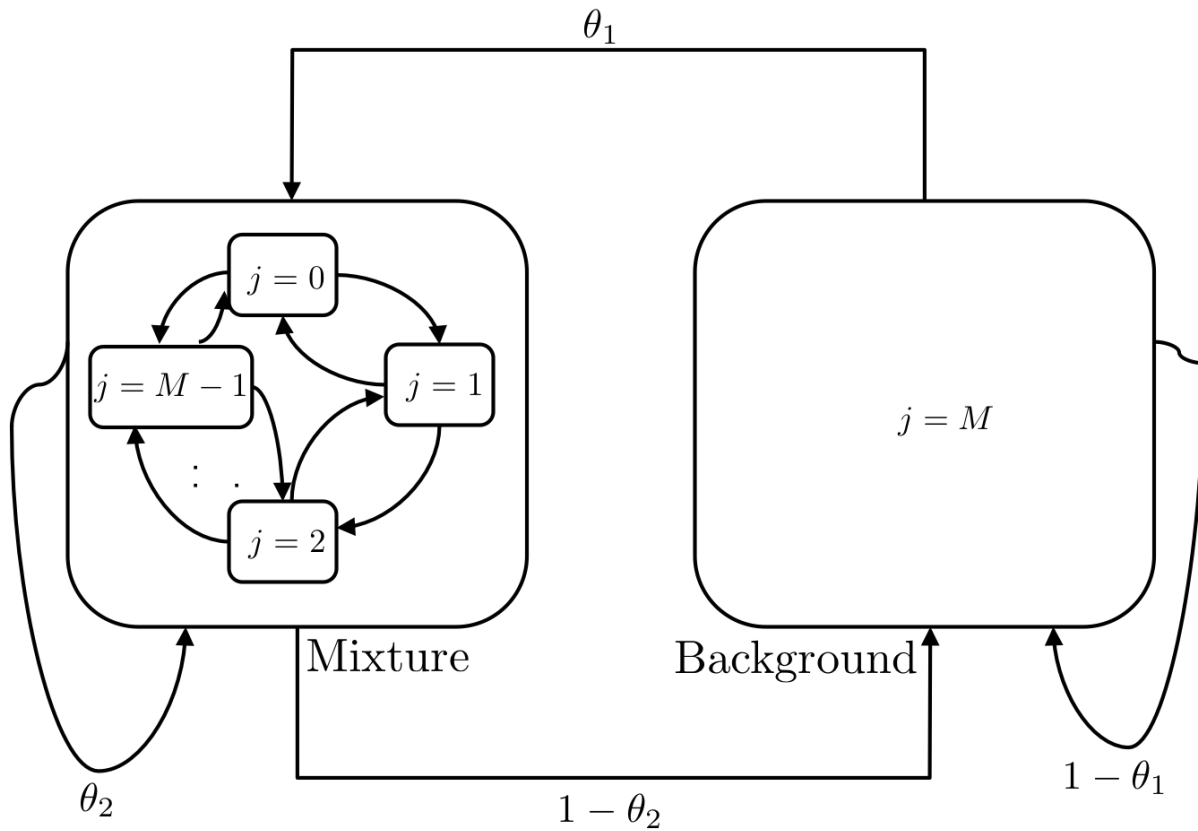 θ₁
j = 0
j = M − 1
j = 1
j = M
j = 2
Mixture
Background
θ₂
1 − θ₂
1 − θ₁